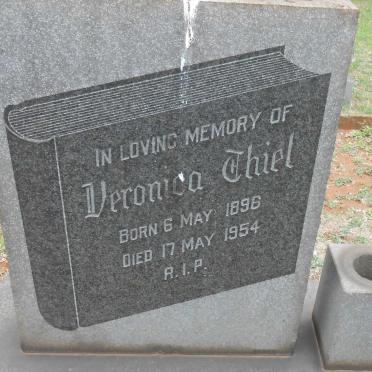 IN LOVING MEMORY OF
Veronica Thiel
BORN 6 MAY 1896
DIED 17 MAY 1954
R.I.P.